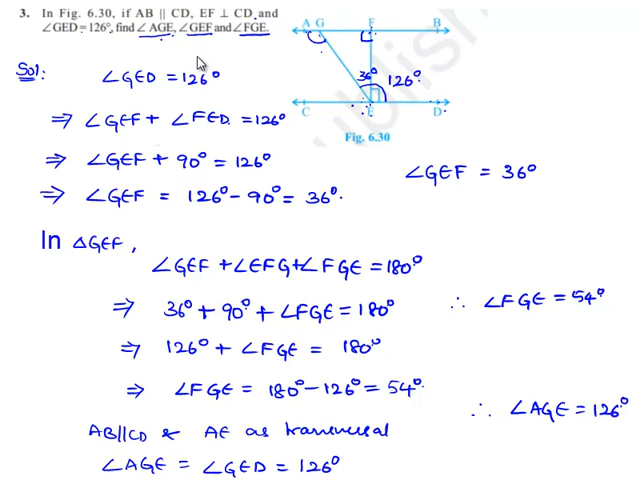 3. In Fig. 6.30, if AB || CD, EF ⊥ CD and
∠GED = 126°, find ∠ AGE, ∠ GEF and ∠ FGE.
A G F B
36° 126°
C E D
Fig. 6.30
Sol:
∠GED = 126°
⇒ ∠GEF + ∠FED = 126°
⇒ ∠GEF + 90° = 126°
⇒ ∠GEF = 126° - 90° = 36°.
∠GEF = 36°
In △GEF,
∠GEF + ∠EFG + ∠FGE = 180°
⇒ 36° + 90° + ∠FGE = 180°
⇒ 126° + ∠FGE = 180°
⇒ ∠FGE = 180° - 126° = 54°.
∴ ∠FGE = 54°
AB||CD & AE as transversal
∠AGE = ∠GED = 126°
∴ ∠AGE = 126°